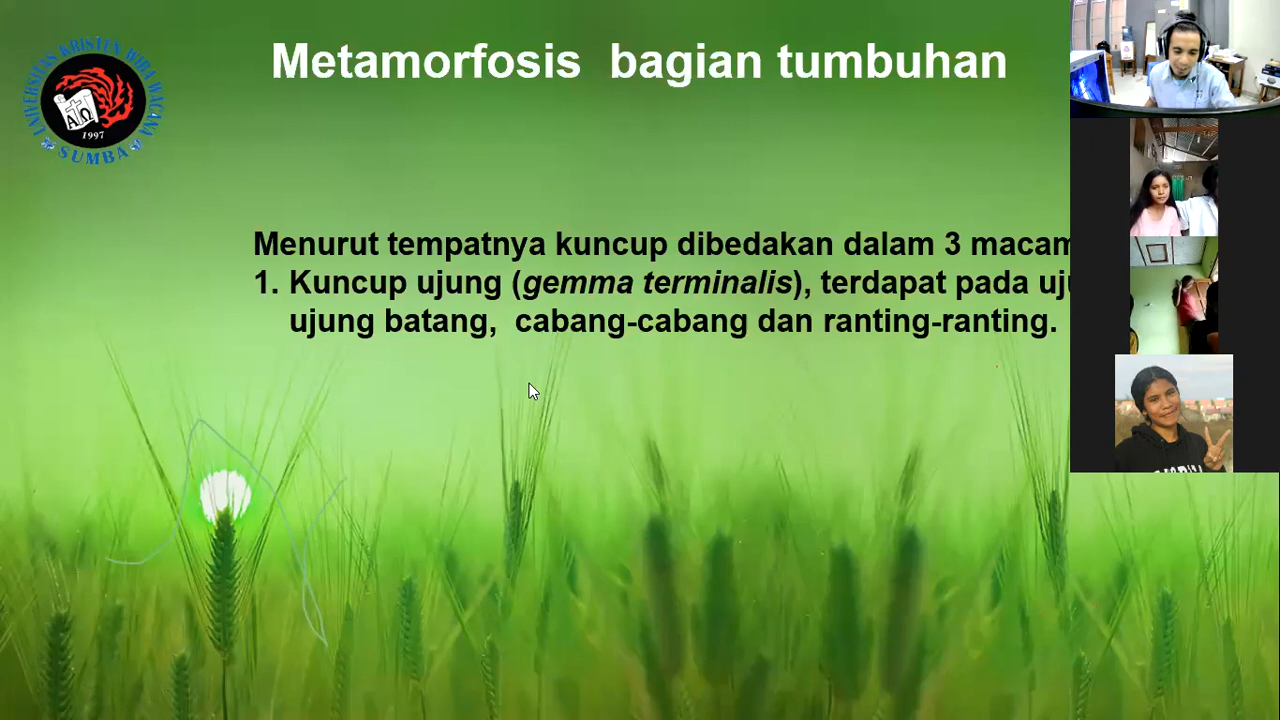 Metamorfosis bagian tumbuhan
UNIVERSITAS KRISTEN WIRA WACANA
AΩ
1997
SUMBA
Menurut tempatnya kuncup dibedakan dalam 3 macam
1. Kuncup ujung (gemma terminalis), terdapat pada uju
ujung batang, cabang-cabang dan ranting-ranting.